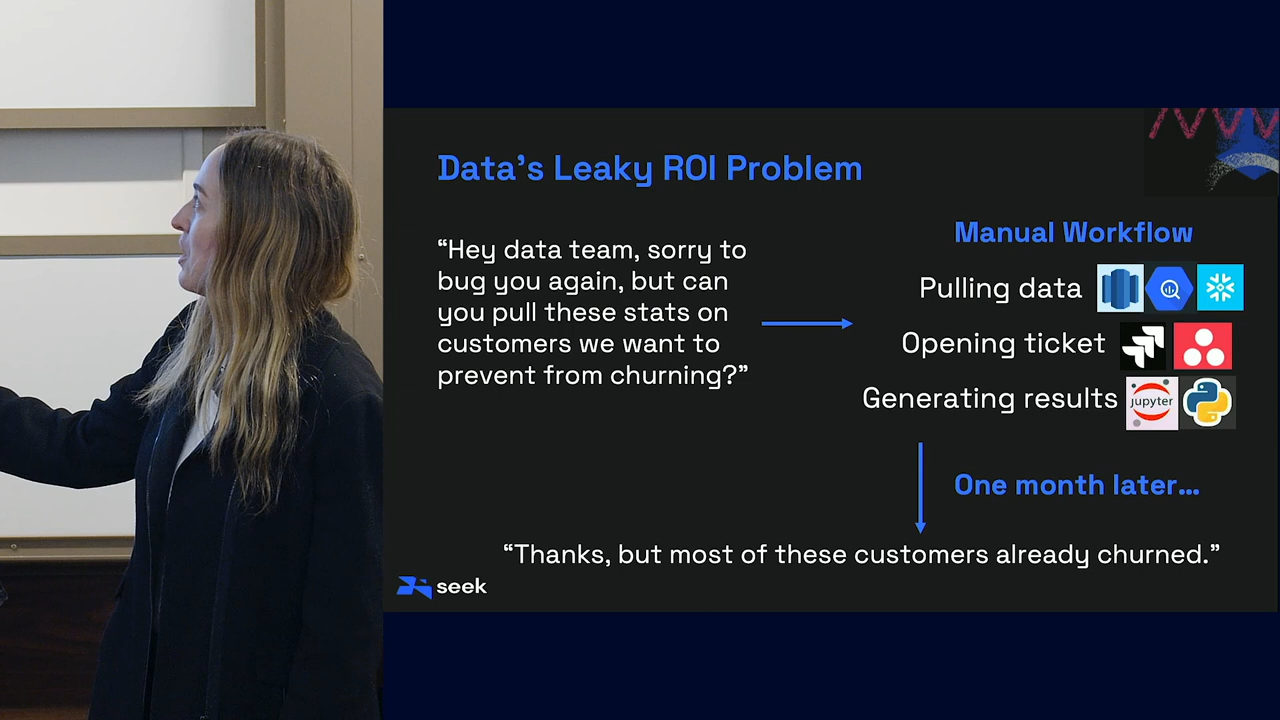 Data's Leaky ROI Problem
“Hey data team, sorry to
bug you again, but can
you pull these stats on
customers we want to
prevent from churning?”
Manual Workflow
Pulling data
Opening ticket
Generating results
jupyter
One month later…
“Thanks, but most of these customers already churned.”
seek